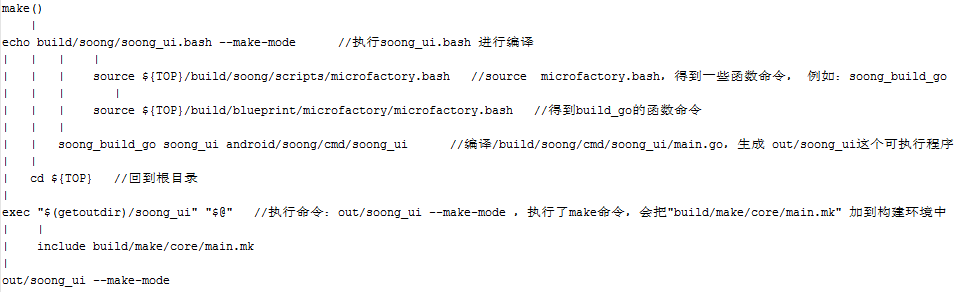 make()
|
echo build/soong/soong_ui.bash --make-mode //执行soong_ui.bash 进行编译
| | | |
| | | source ${TOP}/build/soong/scripts/microfactory.bash //source microfactory.bash，得到一些函数命令， 例如：soong_build_go
| | | |
| | | source ${TOP}/build/blueprint/microfactory/microfactory.bash //得到build_go的函数命令
| | |
| | soong_build_go soong_ui android/soong/cmd/soong_ui //编译/build/soong/cmd/soong_ui/main.go，生成 out/soong_ui这个可执行程序
| |
| cd ${TOP} //回到根目录
|
exec "$(getoutdir)/soong_ui" "$@" //执行命令：out/soong_ui --make-mode ，执行了make命令，会把"build/make/core/main.mk" 加到构建环境中
| |
| include build/make/core/main.mk
|
out/soong_ui --make-mode